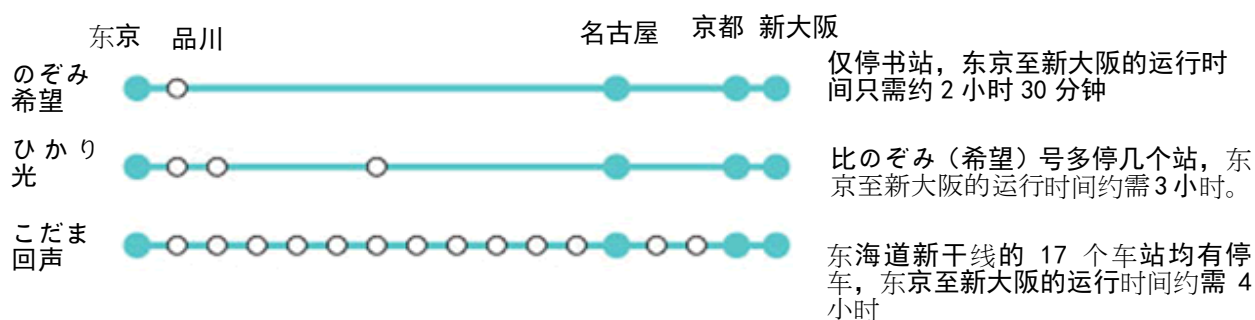 东京 品川 名古屋 京都 新大阪
のぞみ
希望
仅停书站，东京至新大阪的运行时
间只需约 2 小时 30 分钟
ひかり
光
比のぞみ（希望）号多停几个站，东
京至新大阪的运行时间约需 3 小时。
こだま
回声
东海道新干线的 17 个车站均有停
车，东京至新大阪的运行时间约需 4
小时